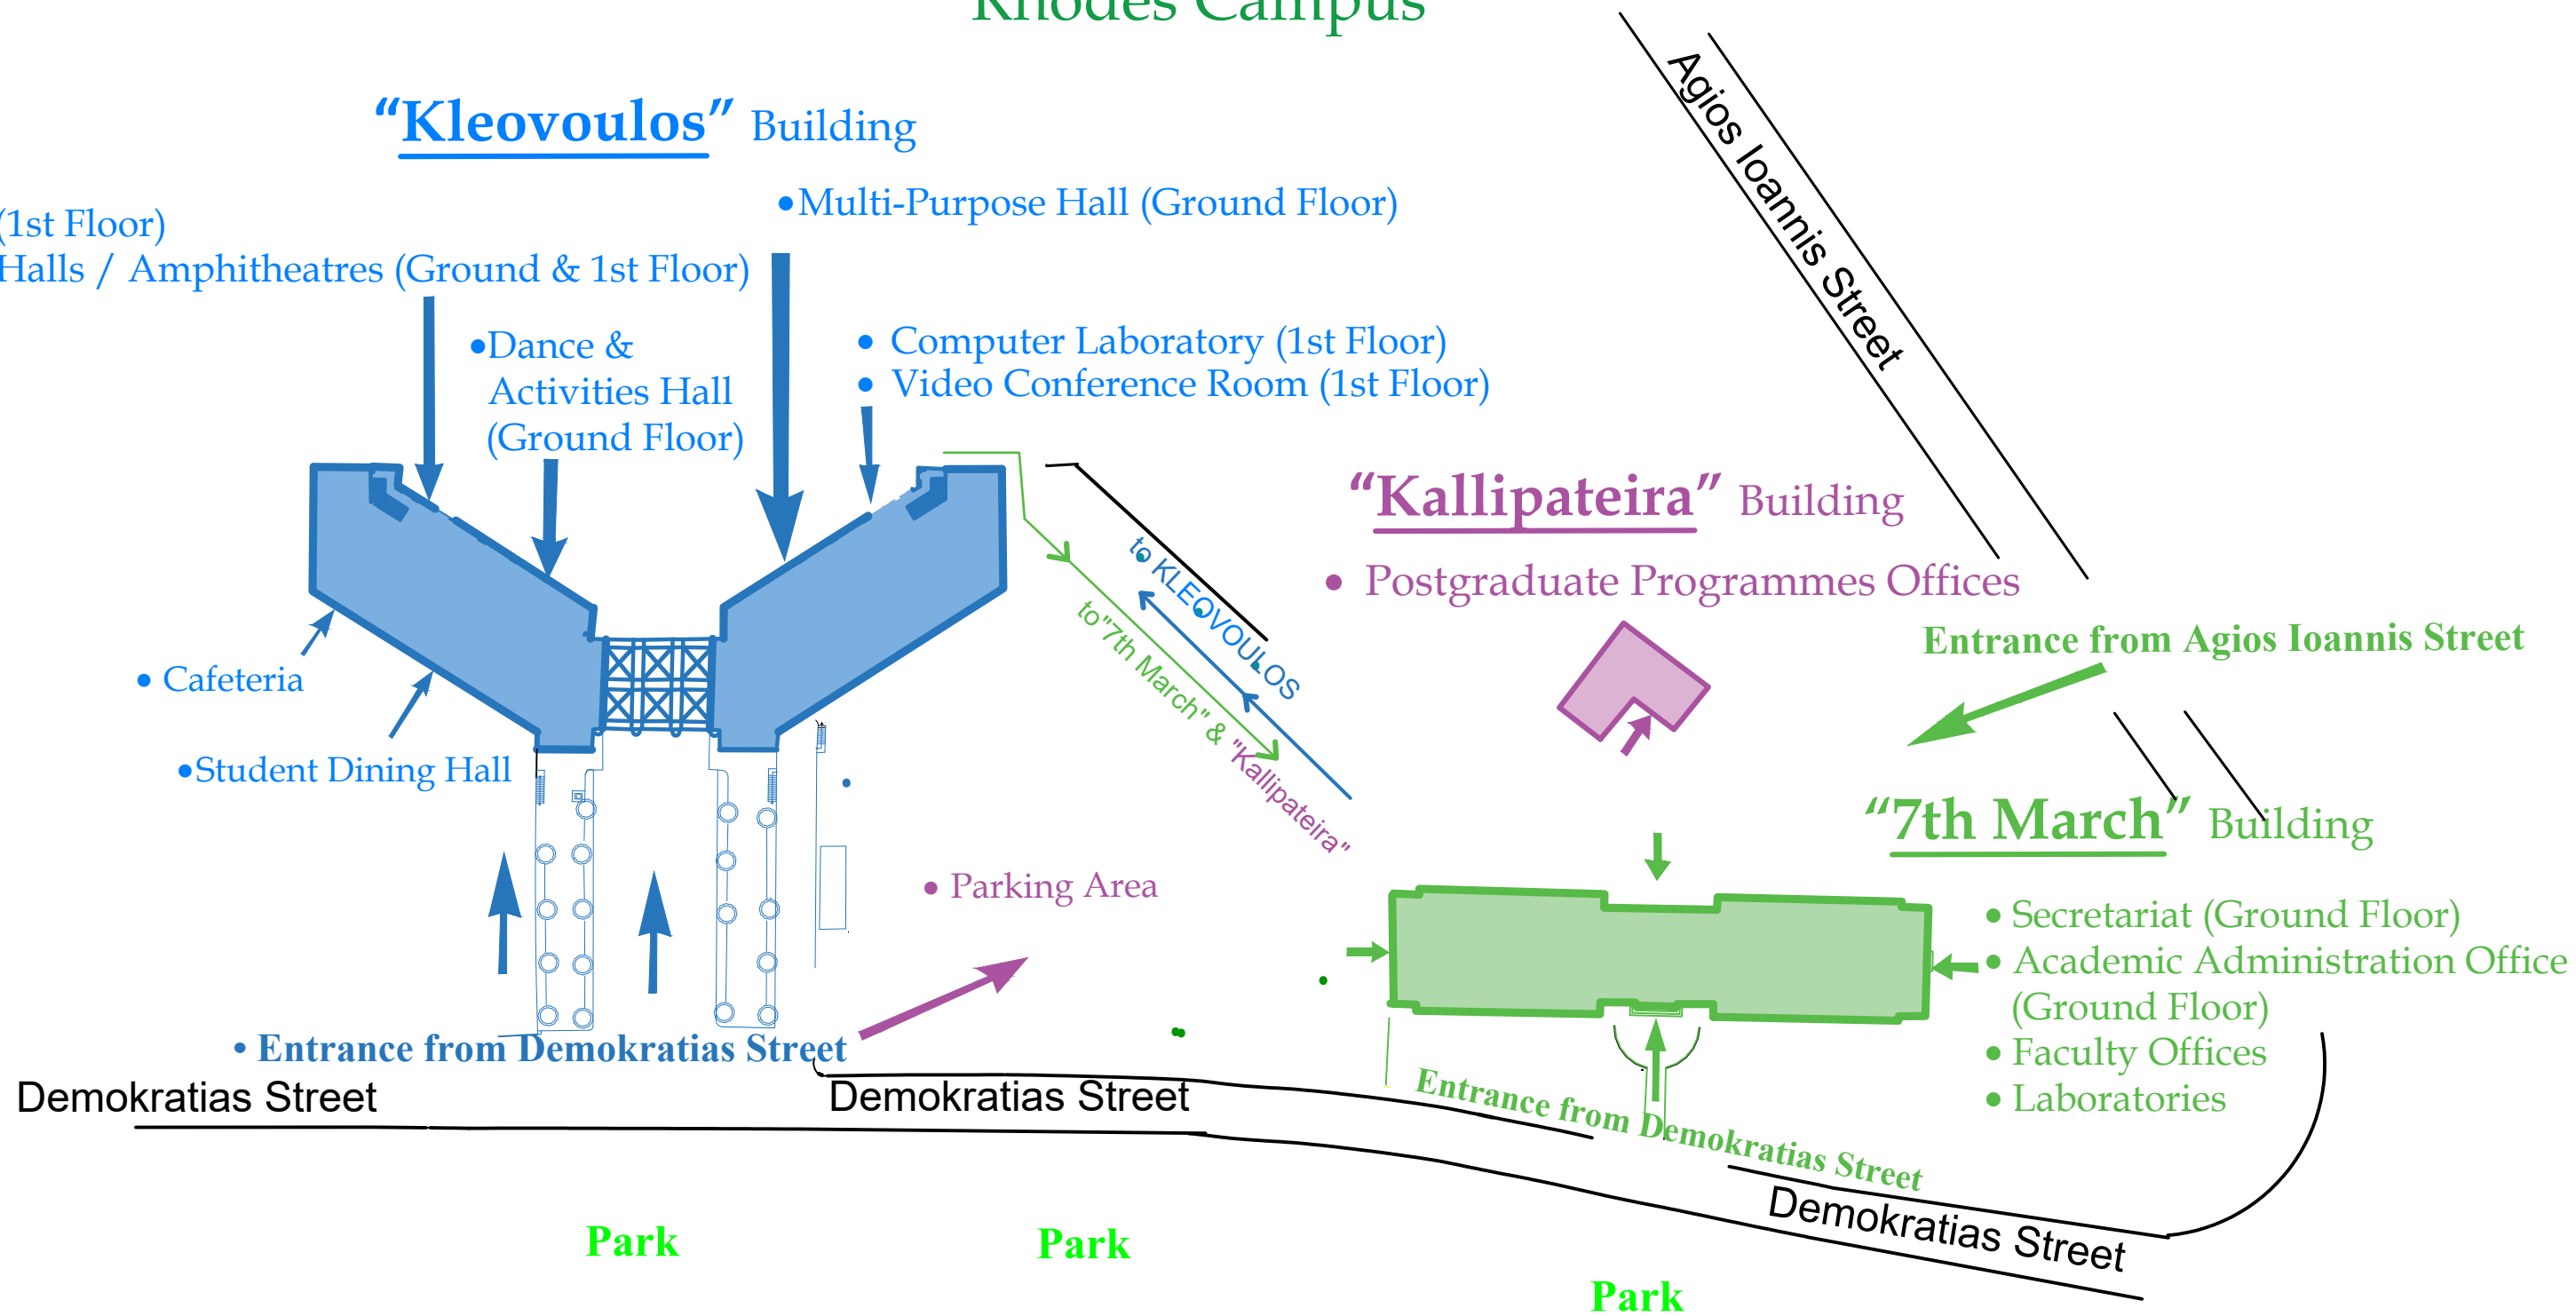 Rhodes Campus
“Kleovoulos” Building
(1st Floor)
Halls / Amphitheatres (Ground & 1st Floor)
•Multi-Purpose Hall (Ground Floor)
•Dance &
Activities Hall
(Ground Floor)
• Computer Laboratory (1st Floor)
• Video Conference Room (1st Floor)
Agios Ioannis Street
“Kallipateira” Building
• Postgraduate Programmes Offices
to KLEOVOULOS
to"7th March" & "Kallipateira"
Entrance from Agios Ioannis Street
• Cafeteria
•Student Dining Hall
“7th March” Building
• Parking Area
• Secretariat (Ground Floor)
• Academic Administration Office
(Ground Floor)
• Faculty Offices
• Laboratories
• Entrance from Demokratias Street
Entrance from Demokratias Street
Demokratias Street
Demokratias Street
Demokratias Street
Park
Park
Park